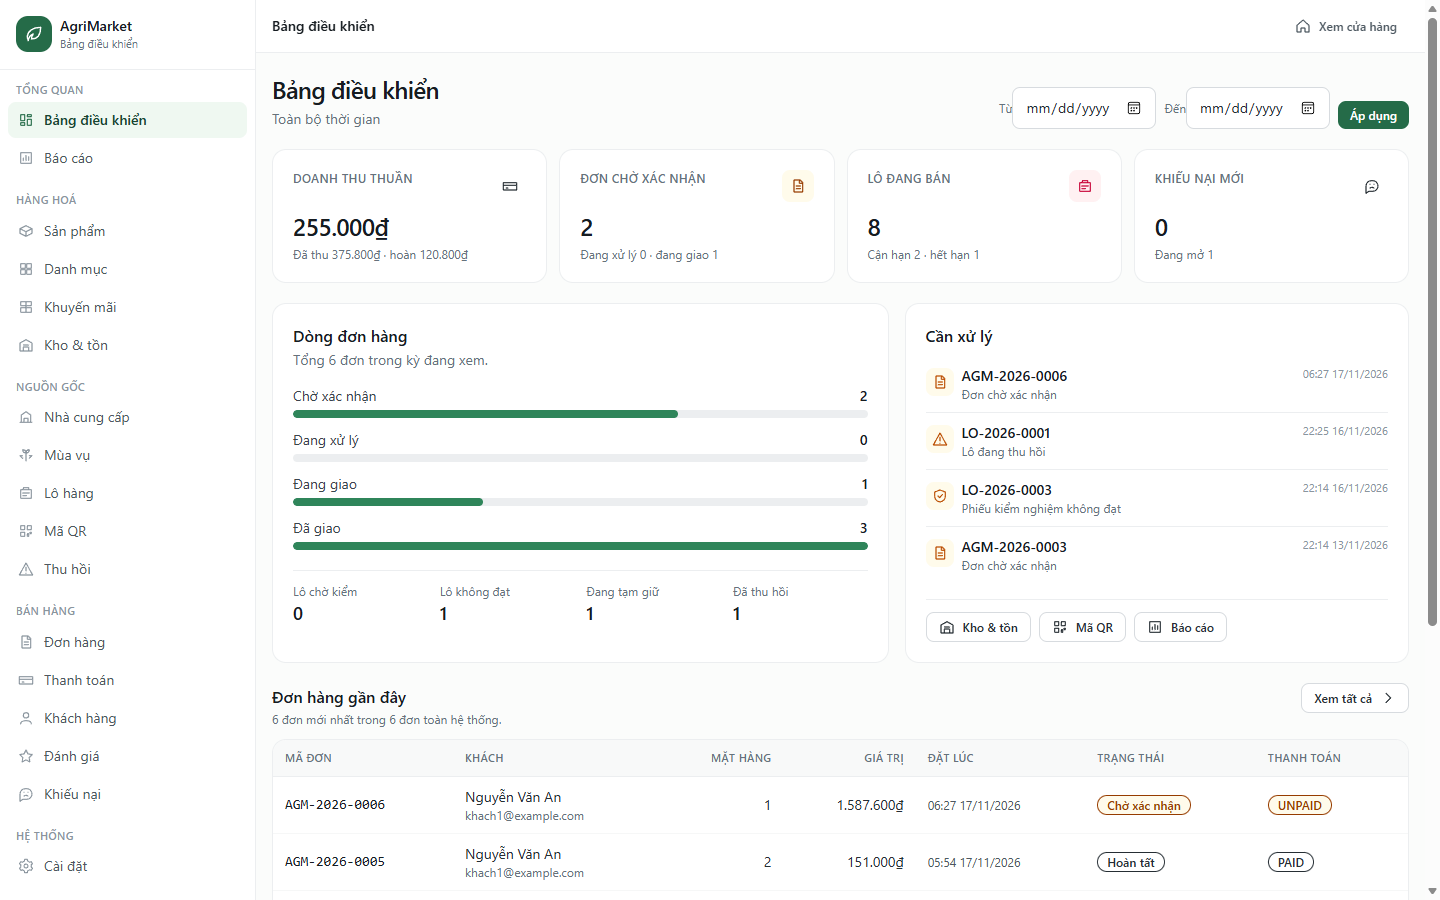 AgriMarket
Bảng điều khiển
TỔNG QUAN
Bảng điều khiển
Báo cáo
HÀNG HOÁ
Sản phẩm
Danh mục
Khuyến mãi
Kho & tồn
NGUỒN GỐC
Nhà cung cấp
Mùa vụ
Lô hàng
Mã QR
Thu hồi
BÁN HÀNG
Đơn hàng
Thanh toán
Khách hàng
Đánh giá
Khiếu nại
HỆ THỐNG
Cài đặt
Bảng điều khiển
Xem cửa hàng
Bảng điều khiển
Toàn bộ thời gian
Từ mm/dd/yyyy Đến mm/dd/yyyy Áp dụng
DOANH THU THUẦN
255.000₫
Đã thu 375.800₫ · hoàn 120.800₫
ĐƠN CHỜ XÁC NHẬN
2
Đang xử lý 0 · đang giao 1
LÔ ĐANG BÁN
8
Cận hạn 2 · hết hạn 1
KHIẾU NẠI MỚI
0
Đang mở 1
Dòng đơn hàng
Tổng 6 đơn trong kỳ đang xem.
Chờ xác nhận 2
Đang xử lý 0
Đang giao 1
Đã giao 3
Lô chờ kiểm Lô không đạt Đang tạm giữ Đã thu hồi
0 1 1 1
Cần xử lý
AGM-2026-0006 06:27 17/11/2026
Đơn chờ xác nhận
LO-2026-0001 22:25 16/11/2026
Lô đang thu hồi
LO-2026-0003 22:14 16/11/2026
Phiếu kiểm nghiệm không đạt
AGM-2026-0003 22:14 13/11/2026
Đơn chờ xác nhận
Kho & tồn Mã QR Báo cáo
Đơn hàng gần đây
6 đơn mới nhất trong 6 đơn toàn hệ thống.
Xem tất cả
MÃ ĐƠN KHÁCH MẶT HÀNG GIÁ TRỊ ĐẶT LÚC TRẠNG THÁI THANH TOÁN
AGM-2026-0006 Nguyễn Văn An 1 1.587.600₫ 06:27 17/11/2026 Chờ xác nhận UNPAID
khach1@example.com
AGM-2026-0005 Nguyễn Văn An 2 151.000₫ 05:54 17/11/2026 Hoàn tất PAID
khach1@example.com